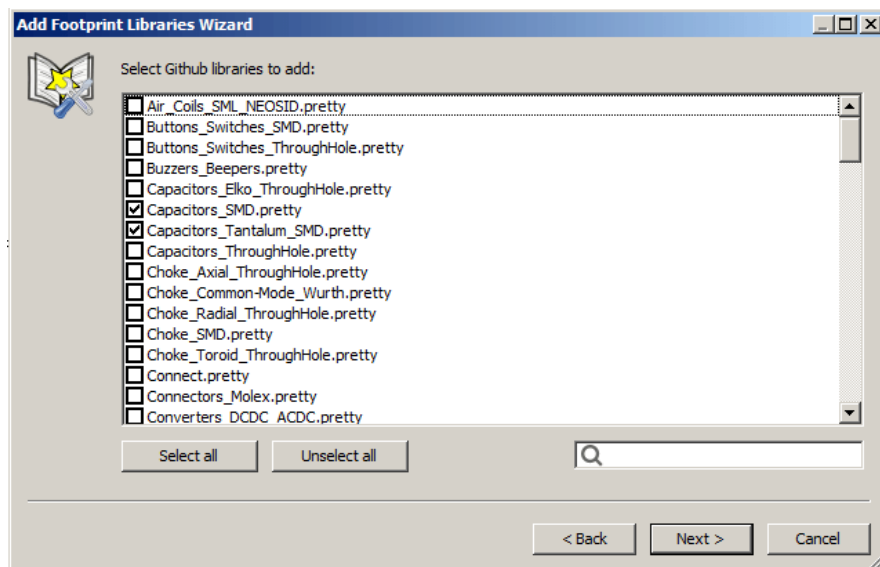 Add Footprint Libraries Wizard
Select Github libraries to add:
Air_Coils_SML_NEOSID.pretty
Buttons_Switches_SMD.pretty
Buttons_Switches_ThroughHole.pretty
Buzzers_Beepers.pretty
Capacitors_Elko_ThroughHole.pretty
Capacitors_SMD.pretty
Capacitors_Tantalum_SMD.pretty
Capacitors_ThroughHole.pretty
Choke_Axial_ThroughHole.pretty
Choke_Common-Mode_Wurth.pretty
Choke_Radial_ThroughHole.pretty
Choke_SMD.pretty
Choke_Toroid_ThroughHole.pretty
Connect.pretty
Connectors_Molex.pretty
Converters_DCDC_ACDC.pretty
Select all Unselect all
< Back Next > Cancel